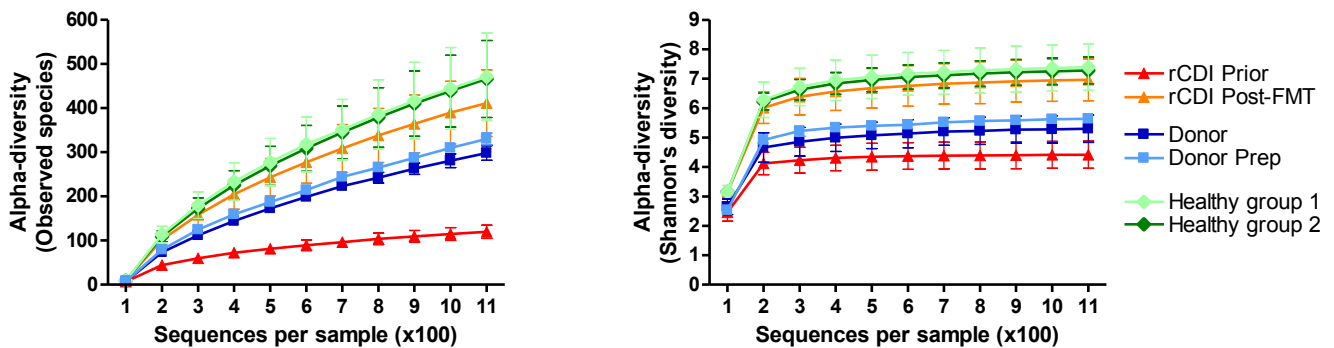 Alpha-diversity
(Observed species)
600
500
400
300
200
100
0
1 2 3 4 5 6 7 8 9 10 11
Sequences per sample (x100)
Alpha-diversity
(Shannon's diversity)
9
8
7
6
5
4
3
2
1
0
1 2 3 4 5 6 7 8 9 10 11
Sequences per sample (x100)
rCDI Prior
rCDI Post-FMT
Donor
Donor Prep
Healthy group 1
Healthy group 2